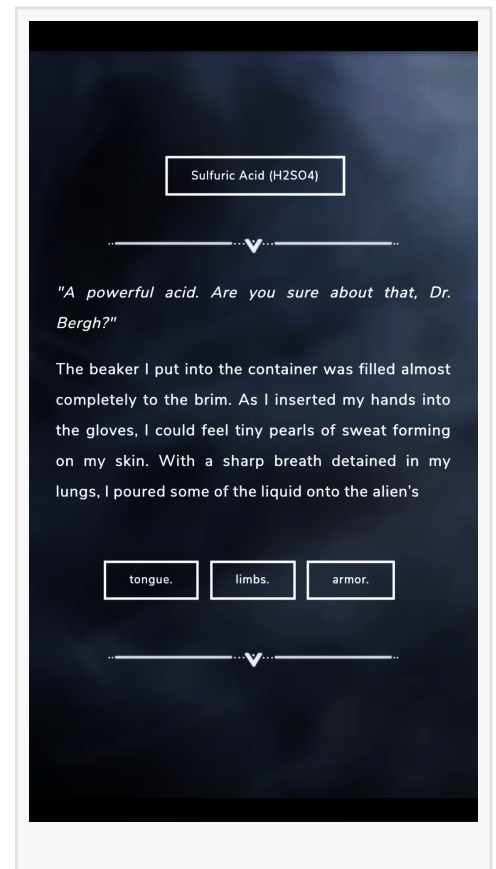 Sulfuric Acid (H2SO4)
"A powerful acid. Are you sure about that, Dr.
Bergh?"
The beaker I put into the container was filled almost
completely to the brim. As I inserted my hands into
the gloves, I could feel tiny pearls of sweat forming
on my skin. With a sharp breath detained in my
lungs, I poured some of the liquid onto the alien's
tongue. limbs. armor.